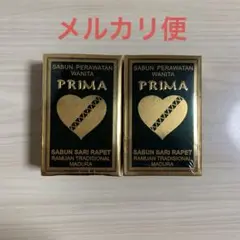 メルカリ便
SABUN PERAWATAN
WANITA
PRIMA
SABUN SARI RAPET
RAMUAN TRADISIONAL
MADURA
SABUN PERAWATAN
WANITA
PRIMA
SABUN SARI RAPET
RAMUAN TRADISIONAL
MADURA